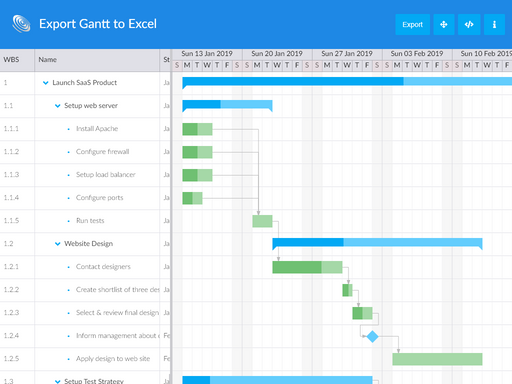 Export Gantt to Excel
Export
WBS Name St Sun 13 Jan 2019 Sun 20 Jan 2019 Sun 27 Jan 2019 Sun 03 Feb 2019 Sun 10 Feb 2019
S M T W T F S S M T W T F S S M T W T F S S M T W T F S S M T W T F
1 Launch SaaS Product Ja
1.1 Setup web server Ja
1.1.1 Install Apache Ja
1.1.2 Configure firewall Ja
1.1.3 Setup load balancer Ja
1.1.4 Configure ports Ja
1.1.5 Run tests Ja
1.2 Website Design Ja
1.2.1 Contact designers Ja
1.2.2 Create shortlist of three des Ja
1.2.3 Select & review final design Ja
1.2.4 Inform management about d Fe
1.2.5 Apply design to web site Fe
1.3 Setup Test Strategy Ja